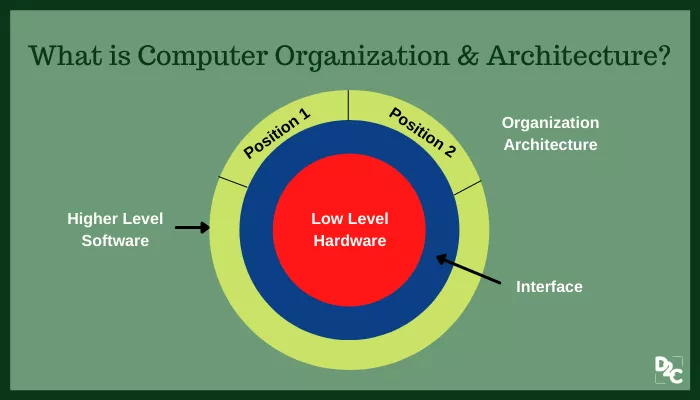 What is Computer Organization & Architecture?
Position 1
Position 2
Organization
Architecture
Higher Level
Software
Low Level
Hardware
Interface
D2C